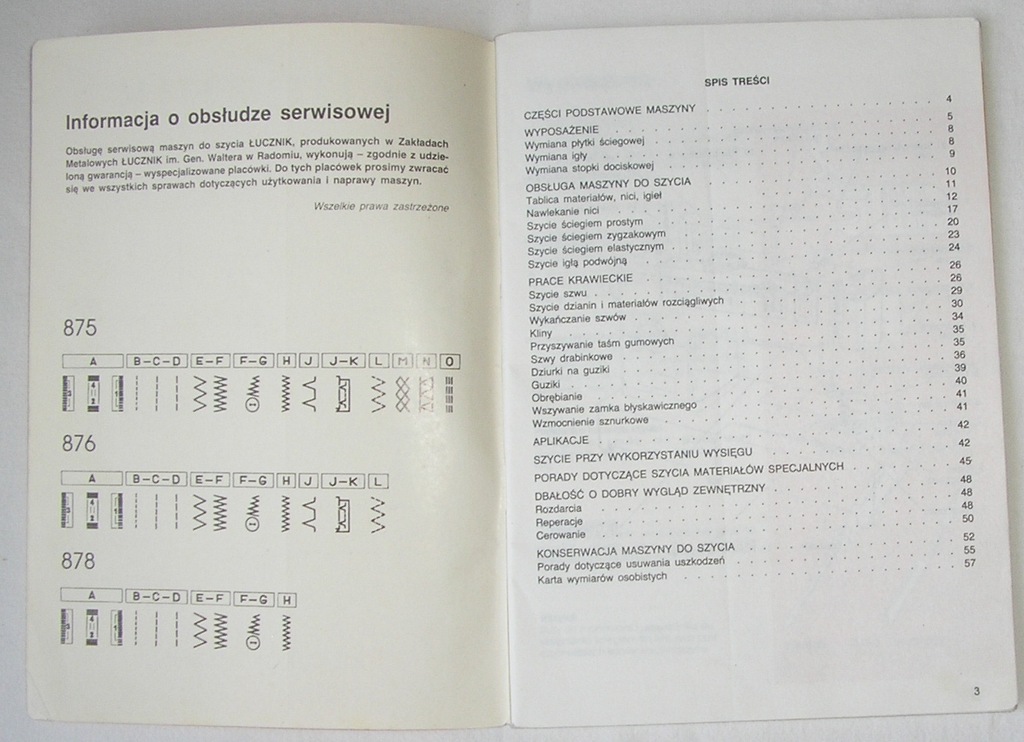 Informacja o obsłudze serwisowej
Obsługę serwisową maszyn do szycia ŁUCZNIK, produkowanych w Zakładach
Metalowych ŁUCZNIK im. Gen. Waltera w Radomiu, wykonują – zgodnie z udzie-
loną gwarancją – wyspecjalizowane placówki. Do tych placówek prosimy zwracać
się we wszystkich sprawach dotyczących użytkowania i naprawy maszyn.
Wszelkie prawa zastrzeżone
875
A B–C–D E–F F–G H J J–K L M N O
876
A B–C–D E–F F–G H J J–K L
878
A B–C–D E–F F–G H
SPIS TREŚCI
CZĘŚCI PODSTAWOWE MASZYNY 4
WYPOSAŻENIE 5
Wymiana płytki ściegowej 8
Wymiana igły 8
Wymiana stopki dociskowej 9
OBSŁUGA MASZYNY DO SZYCIA 10
Tablica materiałów, nici, igieł 11
Nawlekanie nici 12
Szycie ściegiem prostym 17
Szycie ściegiem zygzakowym 20
Szycie ściegiem elastycznym 23
Szycie igłą podwójną 24
PRACE KRAWIECKIE 26
Szycie szwu 26
Szycie dzianin i materiałów rozciągliwych 29
Wykańczanie szwów 30
Kliny 34
Przyszywanie taśm gumowych 35
Szwy drabinkowe 35
Dziurki na guziki 36
Guziki 39
Obrębianie 40
Wszywanie zamka błyskawicznego 41
Wzmocnienie sznurkowe 41
APLIKACJE 42
SZYCIE PRZY WYKORZYSTANIU WYSIĘGU 42
PORADY DOTYCZĄCE SZYCIA MATERIAŁÓW SPECJALNYCH 45
DBAŁOŚĆ O DOBRY WYGLĄD ZEWNĘTRZNY 48
Rozdarcia 48
Reperacje 48
Cerowanie 50
KONSERWACJA MASZYNY DO SZYCIA 52
Porady dotyczące usuwania uszkodzeń 55
Karta wymiarów osobistych 57
3